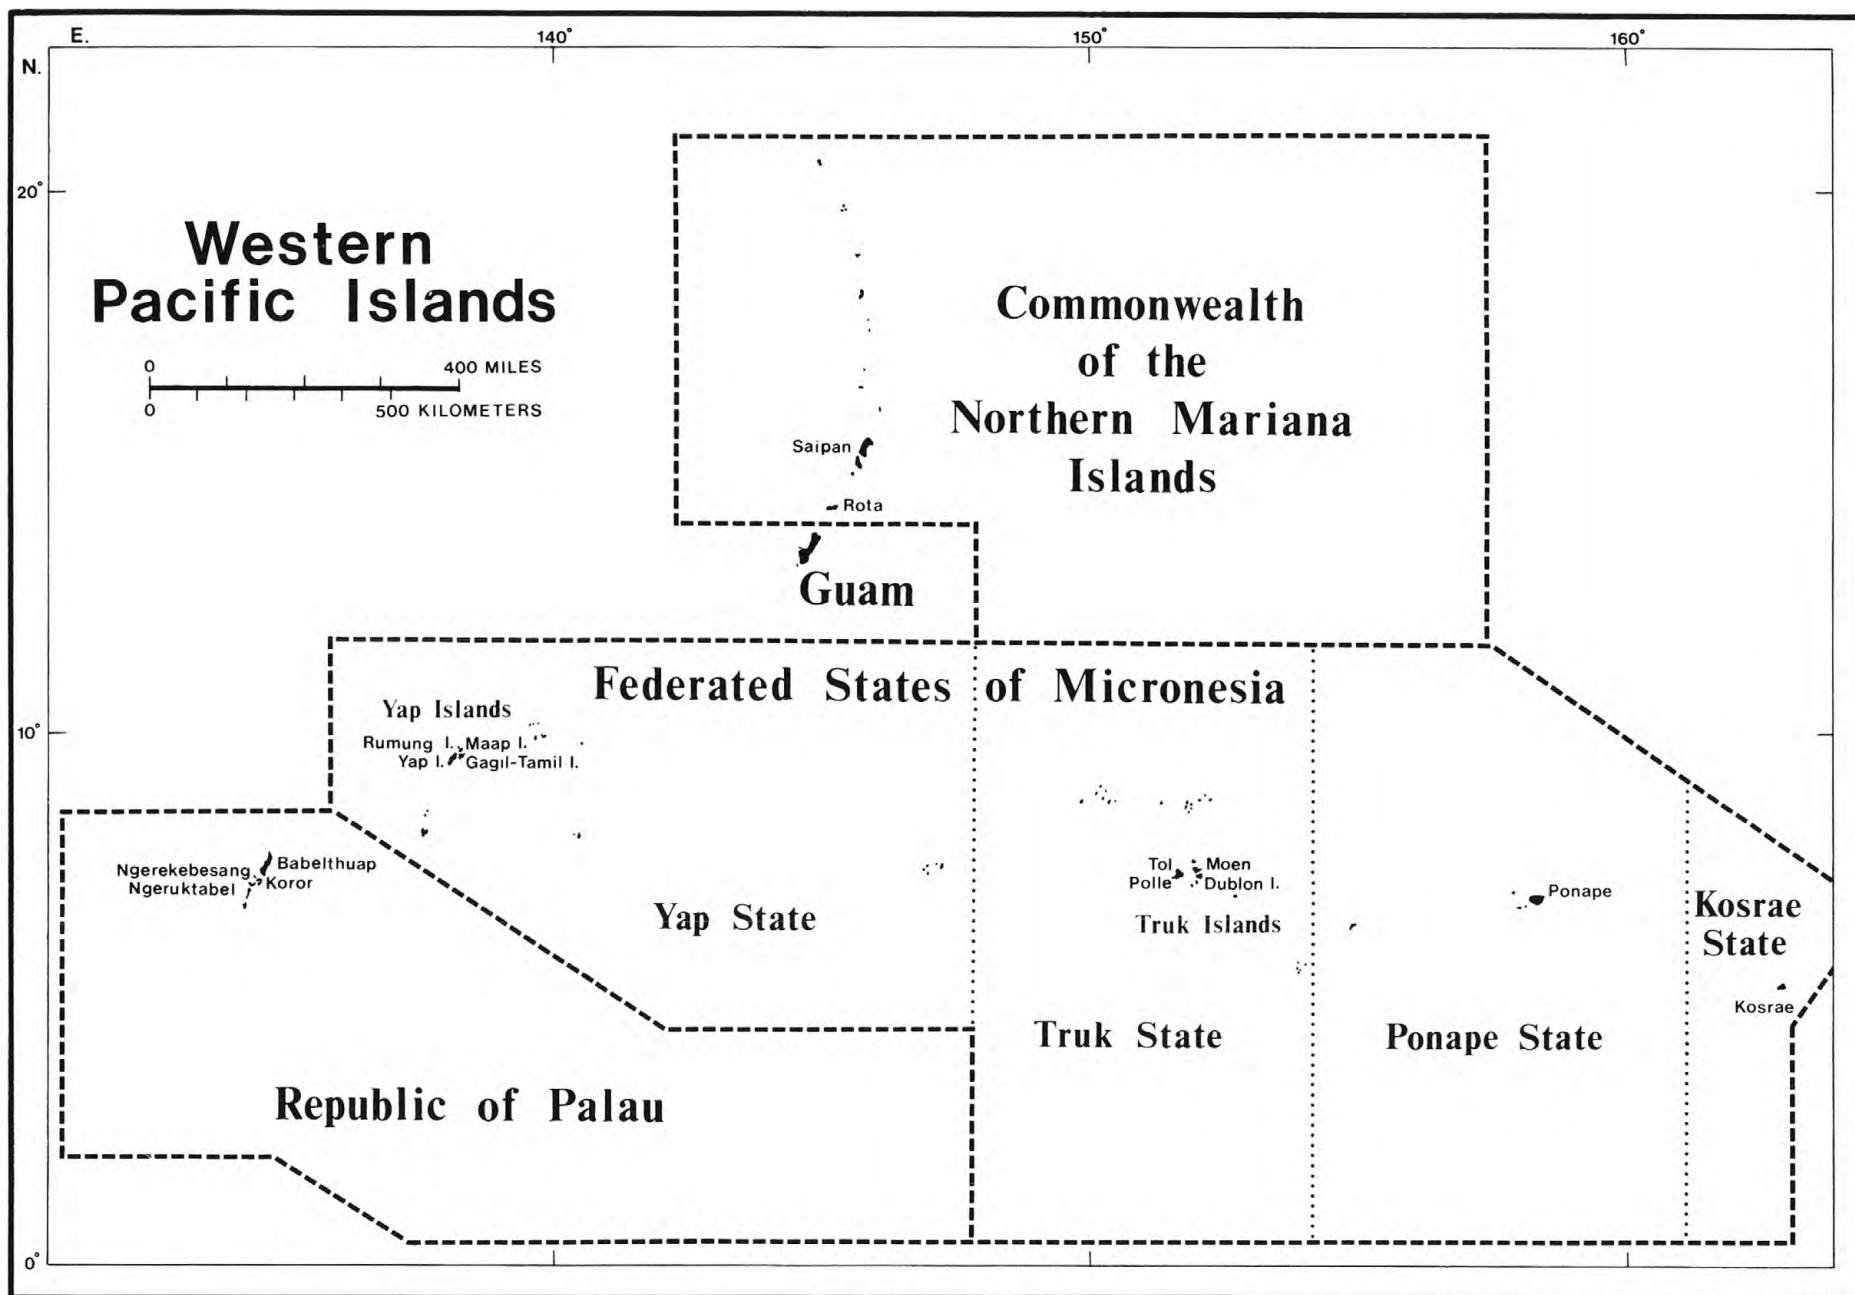 E. 140° 150° 160°
N.
20°
Western
Pacific Islands
0 400 MILES
0 500 KILOMETERS
Commonwealth
of the
Northern Mariana
Islands
Saipan
Rota
Guam
Federated States of Micronesia
Yap Islands
10°
Rumung I. Maap I.
Yap I. Gagil-Tamil I.
Ngerekebesang Babelthuap
Ngeruktabel Koror
Tol Moen
Polle Dublon I.
Truk Islands
Ponape
Kosrae
State
Yap State
Kosrae
Truk State
Ponape State
Republic of Palau
0°